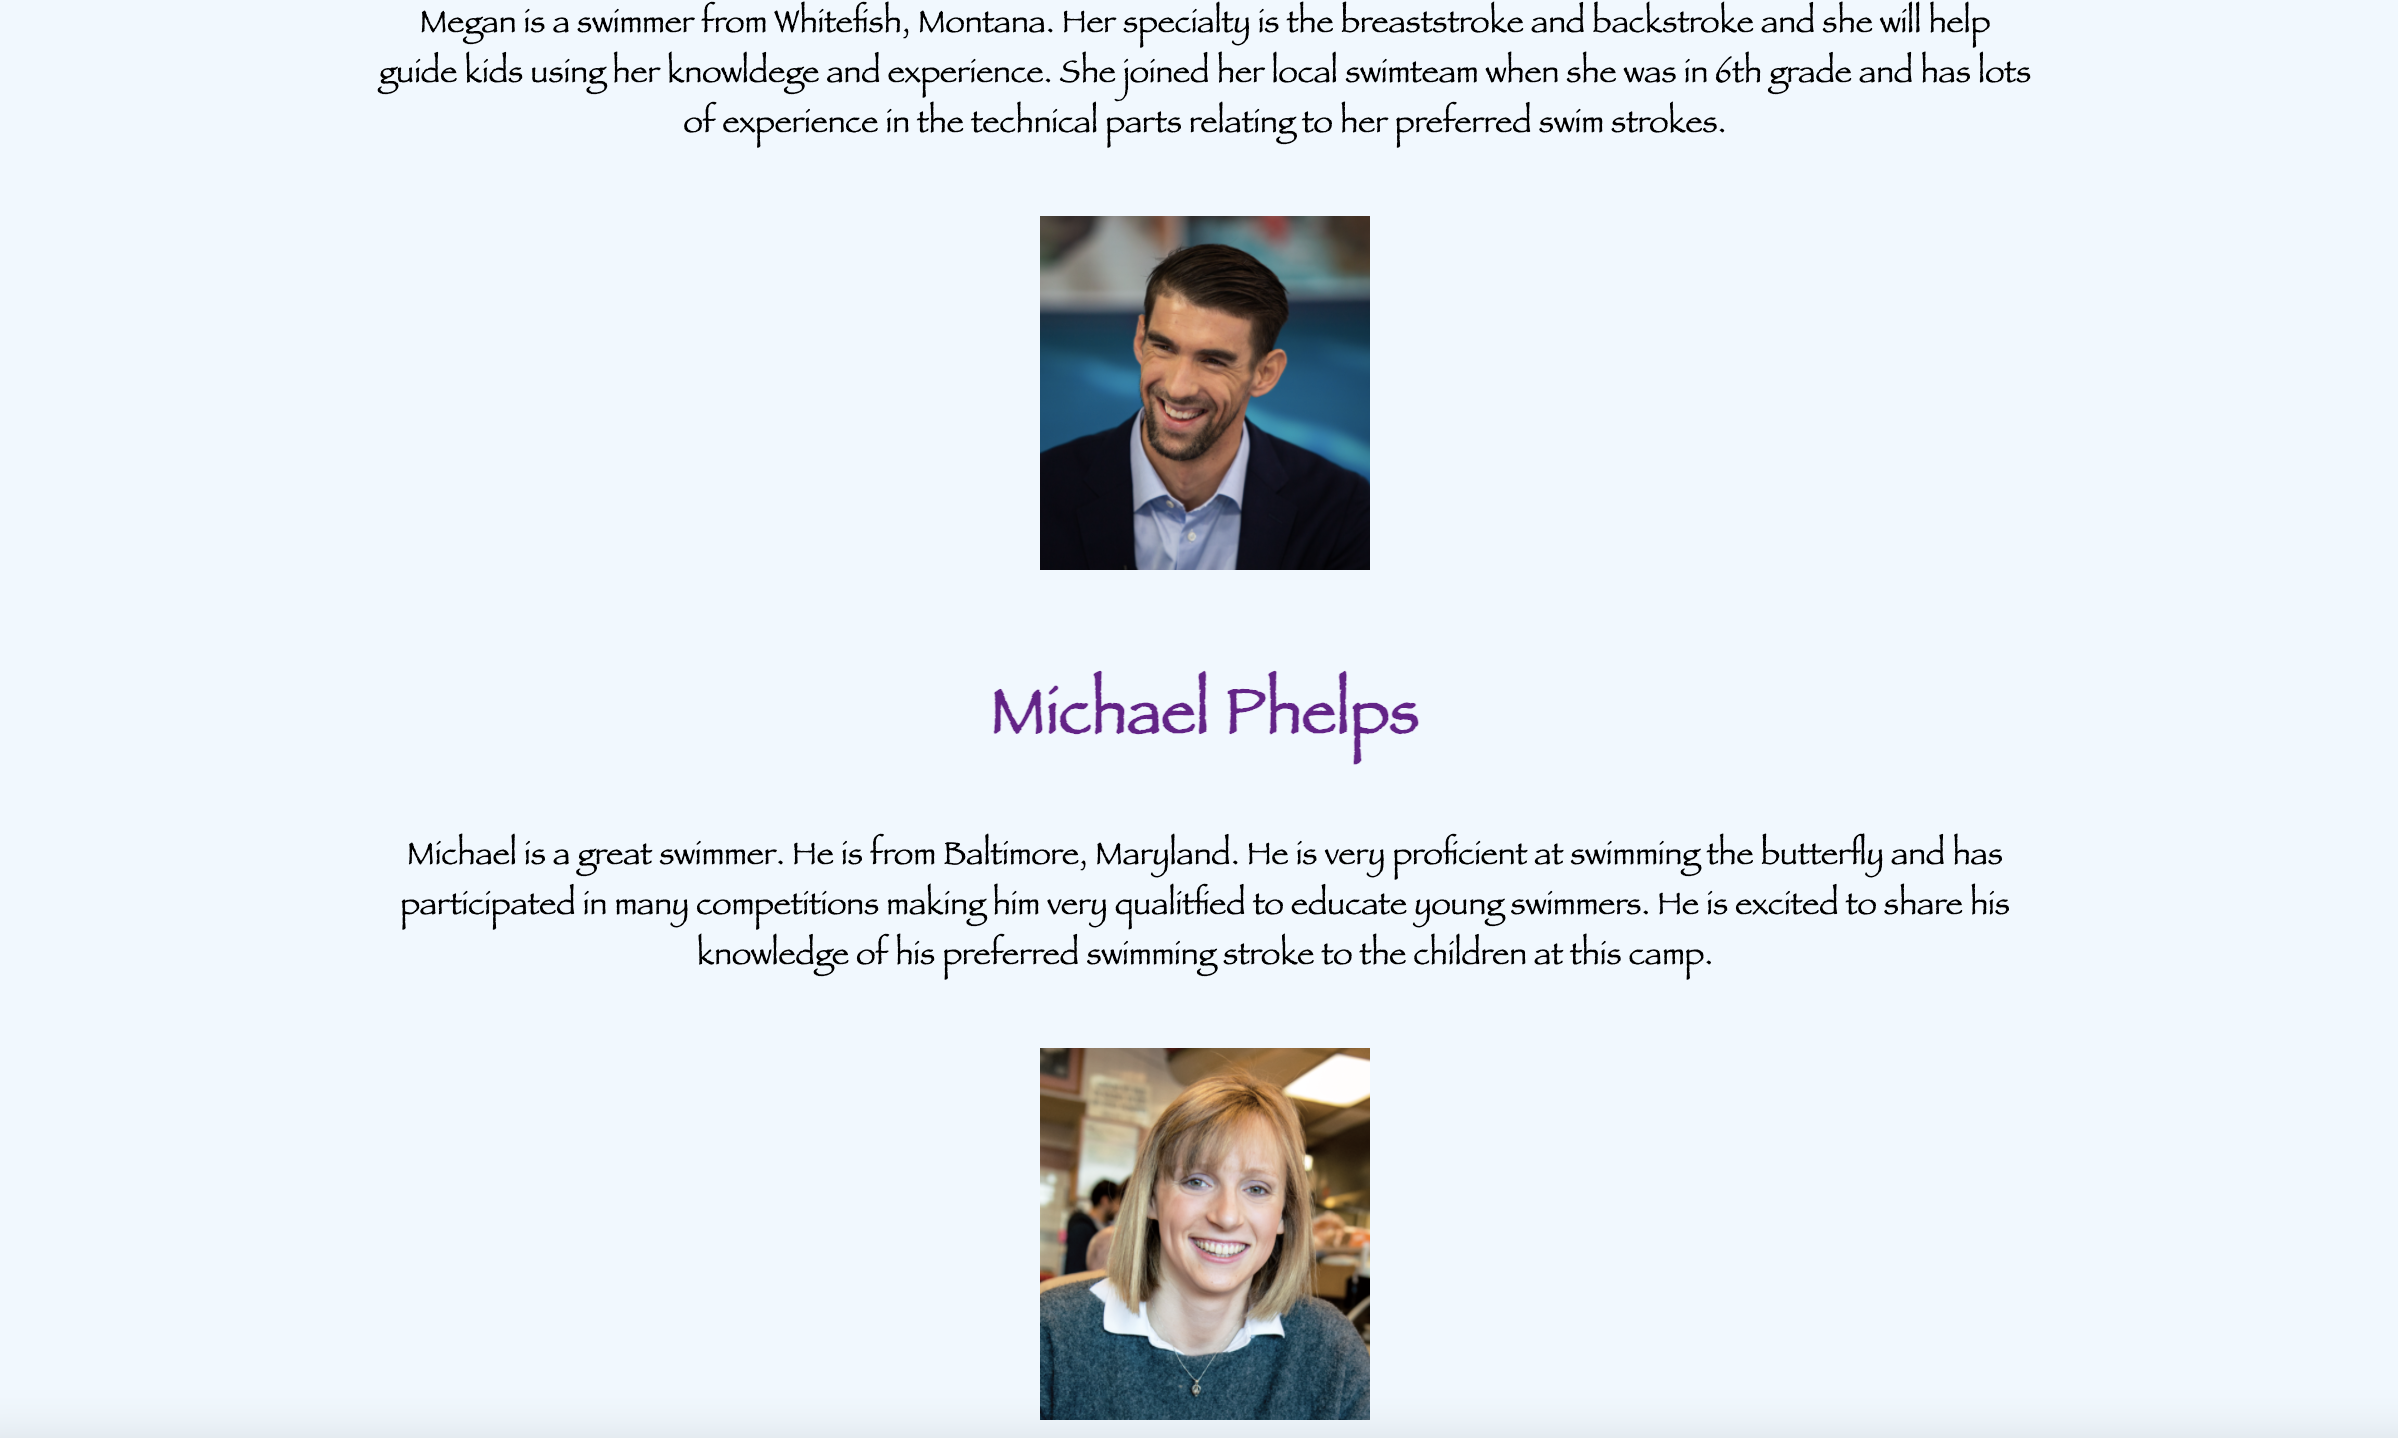 Megan is a swimmer from Whitefish, Montana. Her specialty is the breaststroke and backstroke and she will help
guide kids using her knowldege and experience. She joined her local swimteam when she was in 6th grade and has lots
of experience in the technical parts relating to her preferred swim strokes.
Michael Phelps
Michael is a great swimmer. He is from Baltimore, Maryland. He is very proficient at swimming the butterfly and has
participated in many competitions making him very qualitfied to educate young swimmers. He is excited to share his
knowledge of his preferred swimming stroke to the children at this camp.